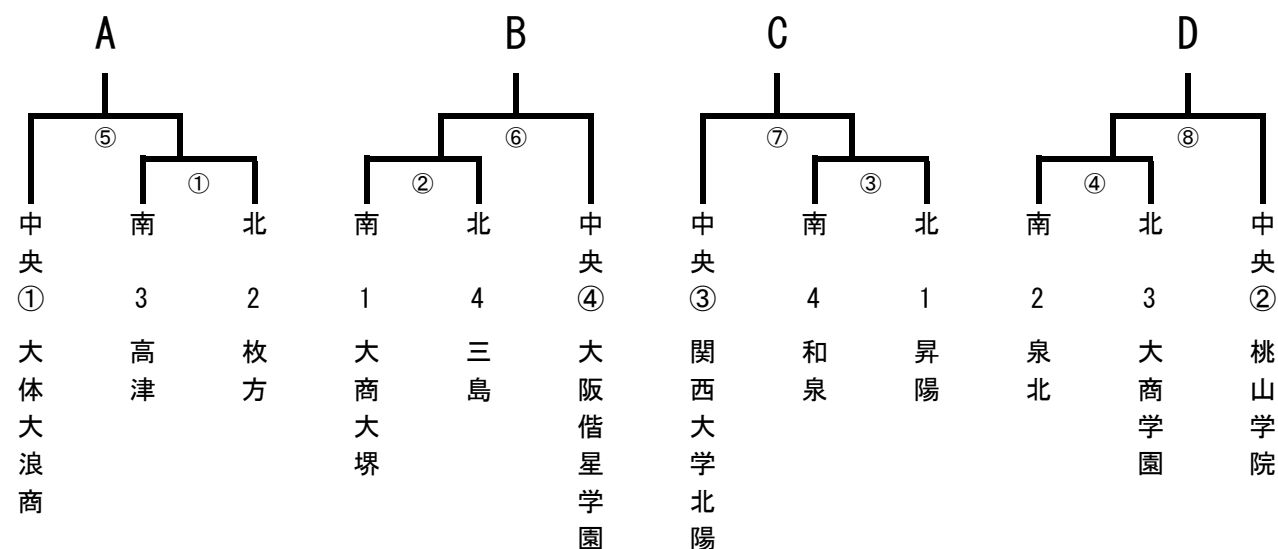 A B C D
⑤ ⑥ ⑦ ⑧
① ② ③ ④
中央① 南 北 南 北 中央④ 中央③ 南 北 南 北 中央②
3 2 1 4 4 1 2 3
大体大浪商 高津 枚方 大商大堺 三島 大阪偕星学園 関西大学北陽 和泉 昇陽 泉北 大商学園 桃山学院